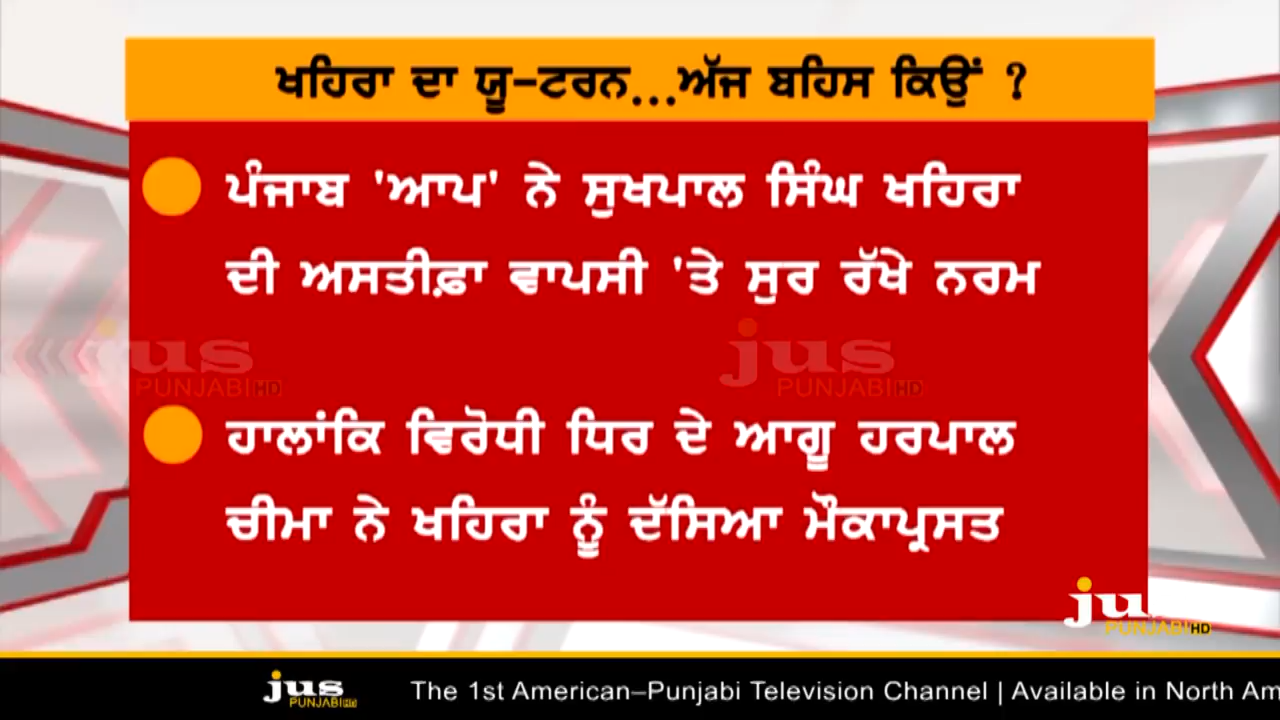 ਖਹਿਰਾ ਦਾ ਯੂ-ਟਰਨ...ਅੱਜ ਬਹਿਸ ਕਿਉਂ ?
ਪੰਜਾਬ 'ਆਪ' ਨੇ ਸੁਖਪਾਲ ਸਿੰਘ ਖਹਿਰਾ
ਦੀ ਅਸਤੀਫ਼ਾ ਵਾਪਸੀ 'ਤੇ ਸੁਰ ਰੱਖੇ ਨਰਮ
jus
PUNJABI HD
jus
PUNJABI HD
ਹਾਲਾਂਕਿ ਵਿਰੋਧੀ ਧਿਰ ਦੇ ਆਗੂ ਹਰਪਾਲ
ਚੀਮਾ ਨੇ ਖਹਿਰਾ ਨੂੰ ਦੱਸਿਆ ਮੌਕਾਪ੍ਰਸਤ
PUNJABI HD
jus
PUNJABI HD
The 1st American–Punjabi Television Channel | Available in North Am